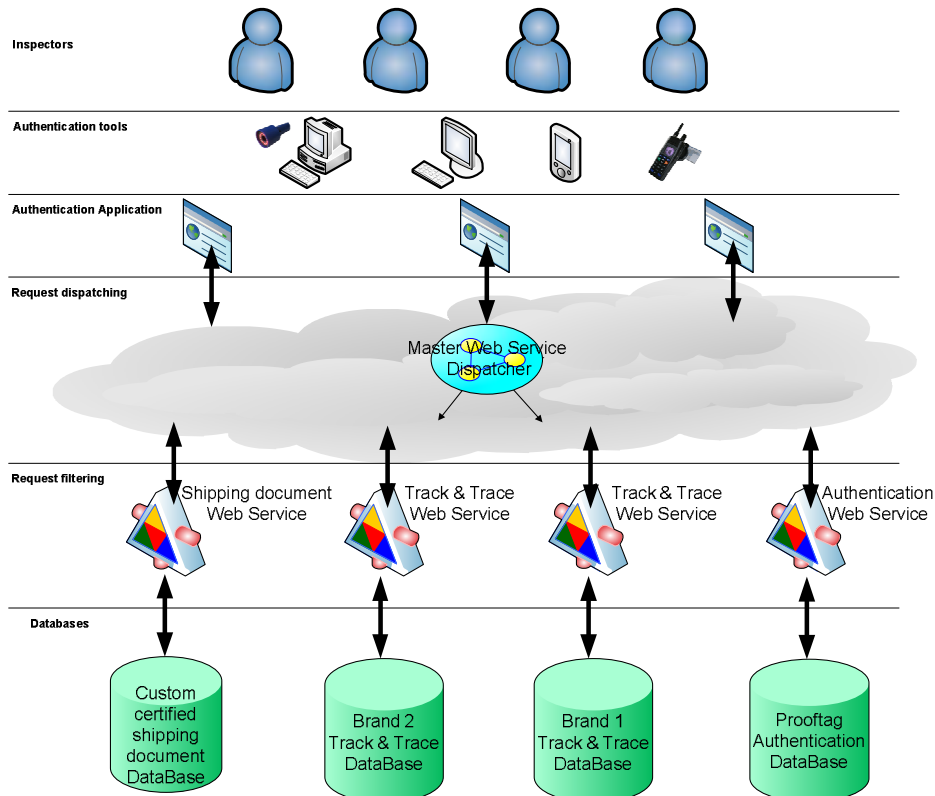 Inspectors
Authentication tools
Authentication Application
Request dispatching
Master Web Service
Dispatcher
Request filtering
Shipping document
Web Service
Track & Trace
Web Service
Track & Trace
Web Service
Authentication
Web Service
Databases
Custom
certified
shipping
document
DataBase
Brand 2
Track & Trace
DataBase
Brand 1
Track & Trace
DataBase
Prooftag
Authentication
DataBase